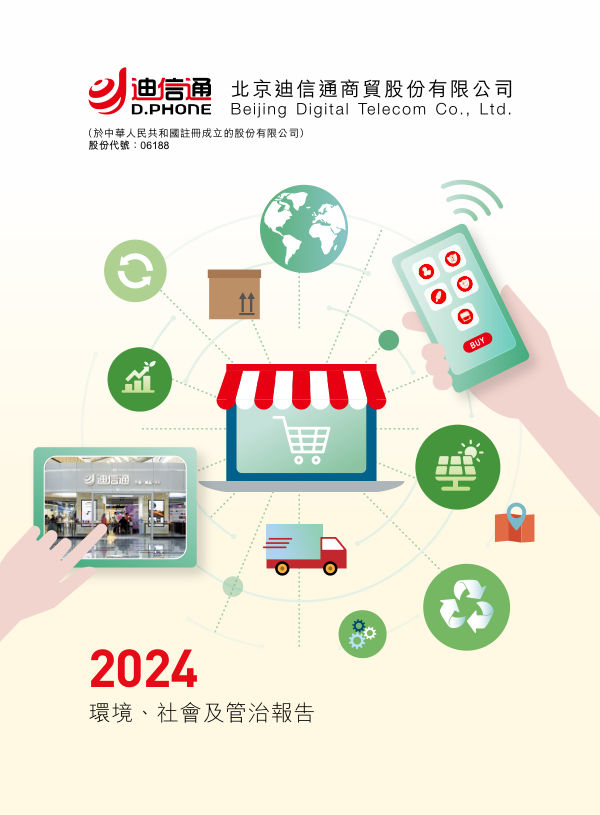 迪信通
D.PHONE
北京迪信通商貿股份有限公司
Beijing Digital Telecom Co., Ltd.
（於中華人民共和國註冊成立的股份有限公司）
股份代號：06188
BUY
迪信通
2024
環境、社會及管治報告